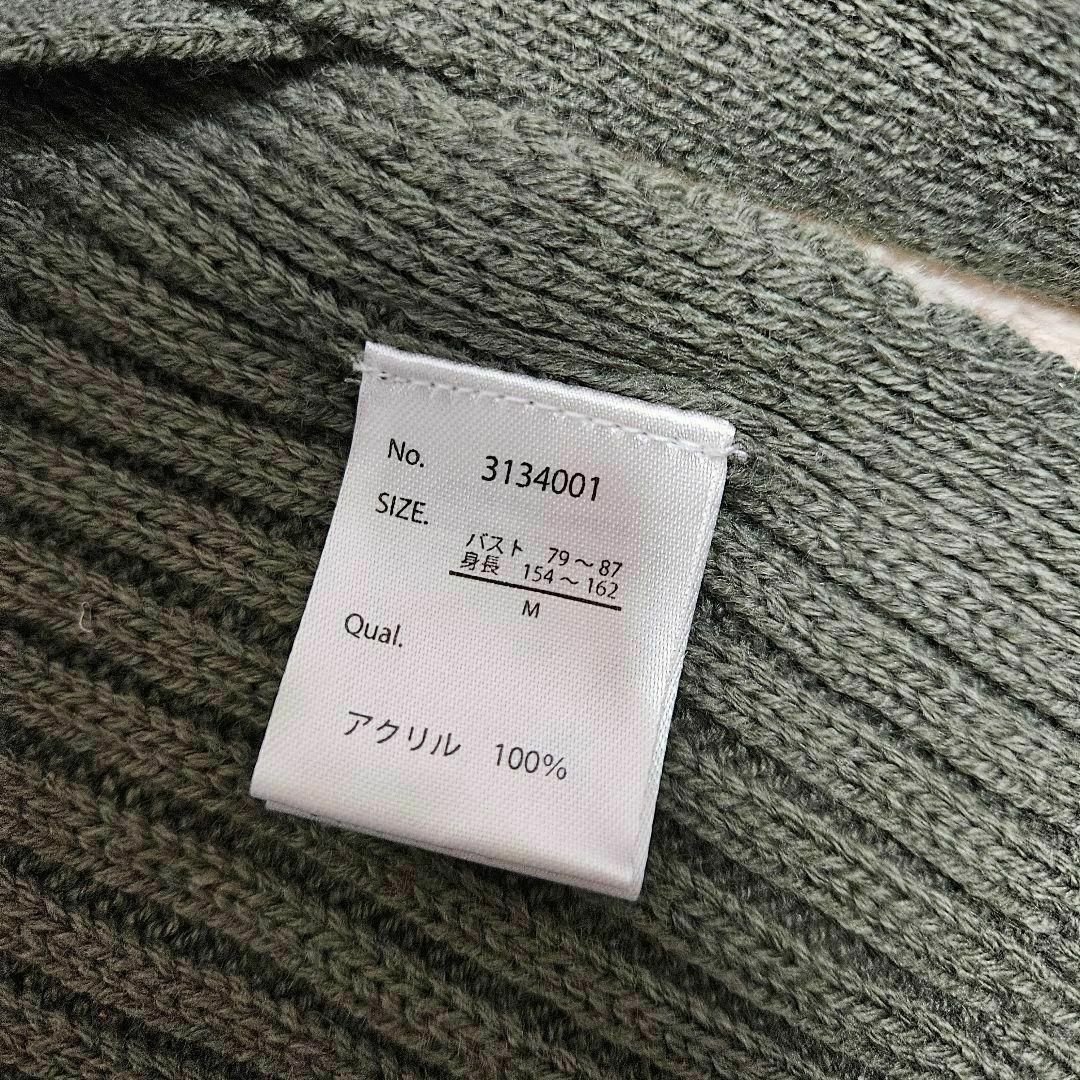 No. 3134001
SIZE.
バスト 79～87
身長 154～162
M
Qual.
アクリル 100%